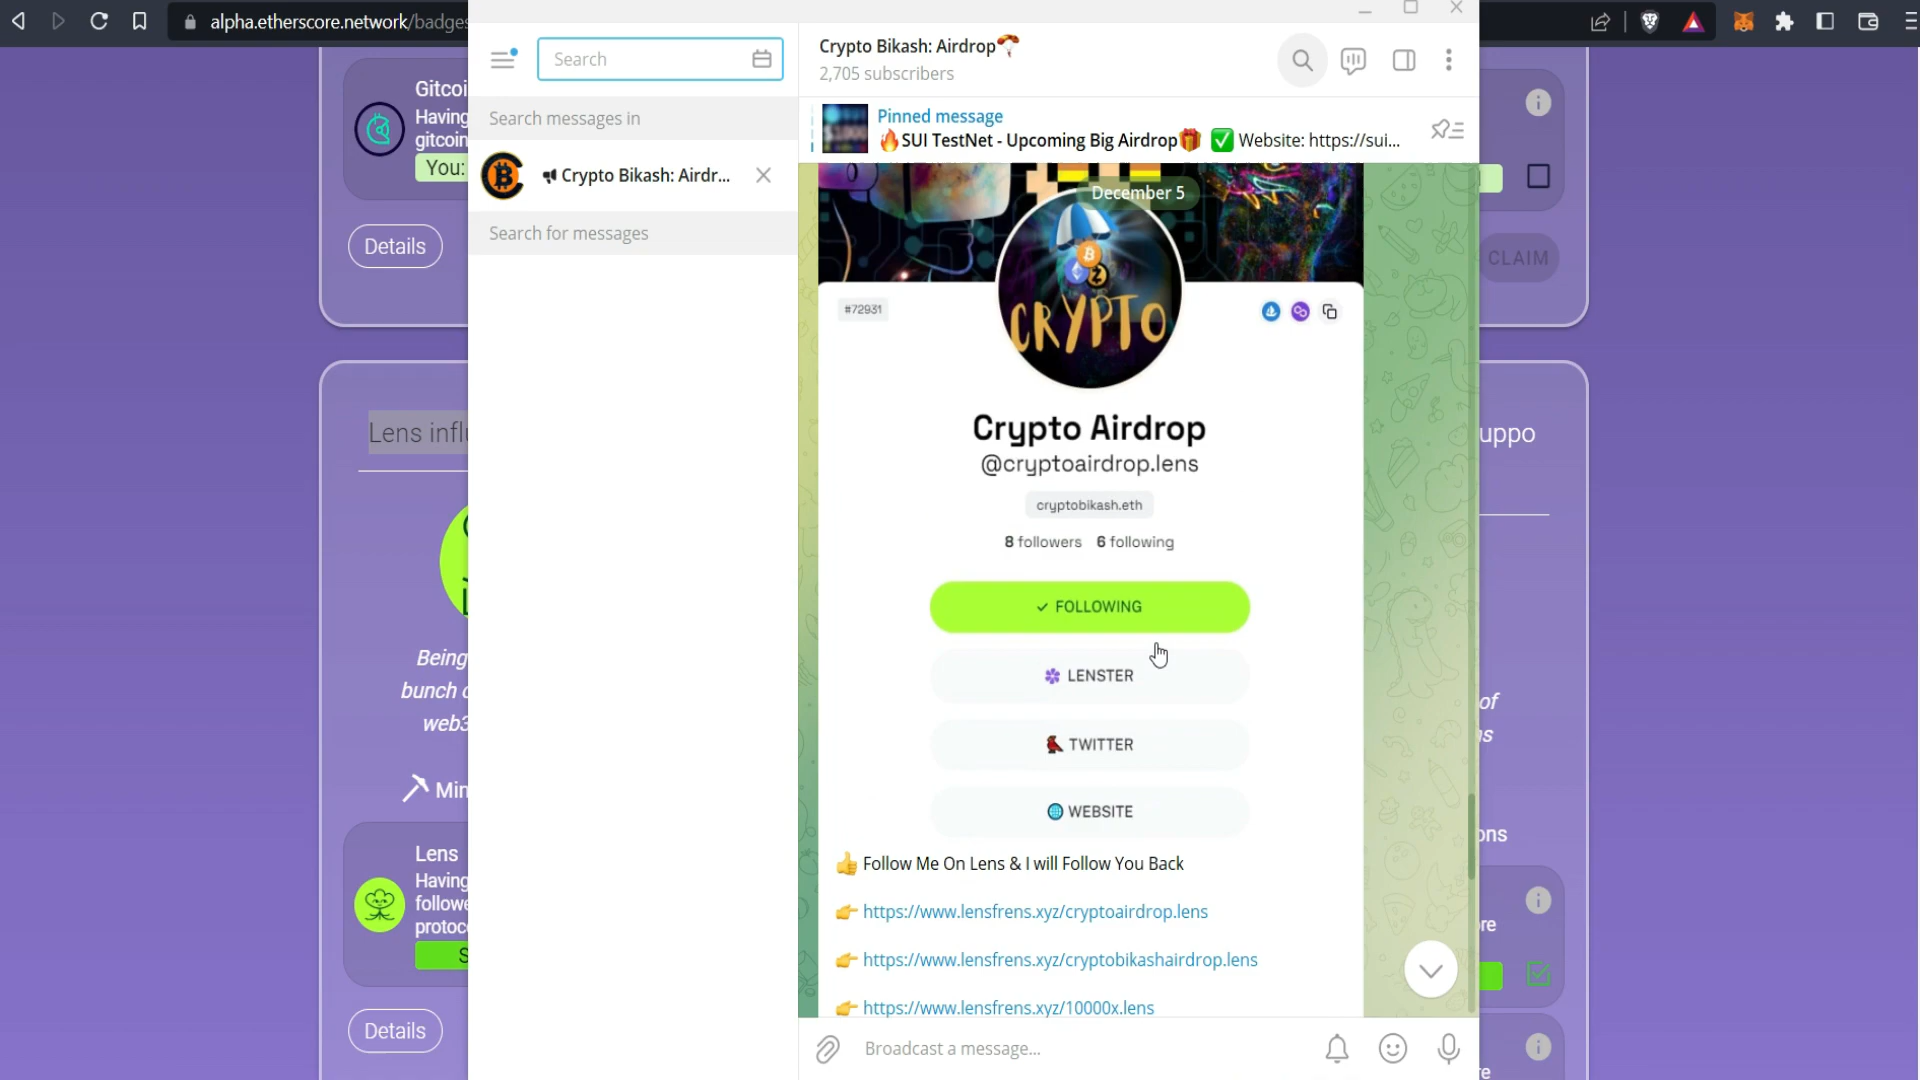 alpha.etherscore.network/badges
Gitcoi
Having
gitcoin
You:
Details
Lens influ
Being
bunch o
web3
Min
Lens
Having
followe
protoco
S
Details
Search
Search messages in
Crypto Bikash: Airdr...
Search for messages
Crypto Bikash: Airdrop
2,705 subscribers
Pinned message
SUI TestNet - Upcoming Big Airdrop Website: https://sui...
December 5
CRYPTO
#72931
Crypto Airdrop
@cryptoairdrop.lens
cryptobikash.eth
8 followers 6 following
FOLLOWING
LENSTER
TWITTER
WEBSITE
Follow Me On Lens & I will Follow You Back
https://www.lensfrens.xyz/cryptoairdrop.lens
https://www.lensfrens.xyz/cryptobikashairdrop.lens
https://www.lensfrens.xyz/10000x.lens
Broadcast a message...
CLAIM
uppo
of
ns
ons
re
re